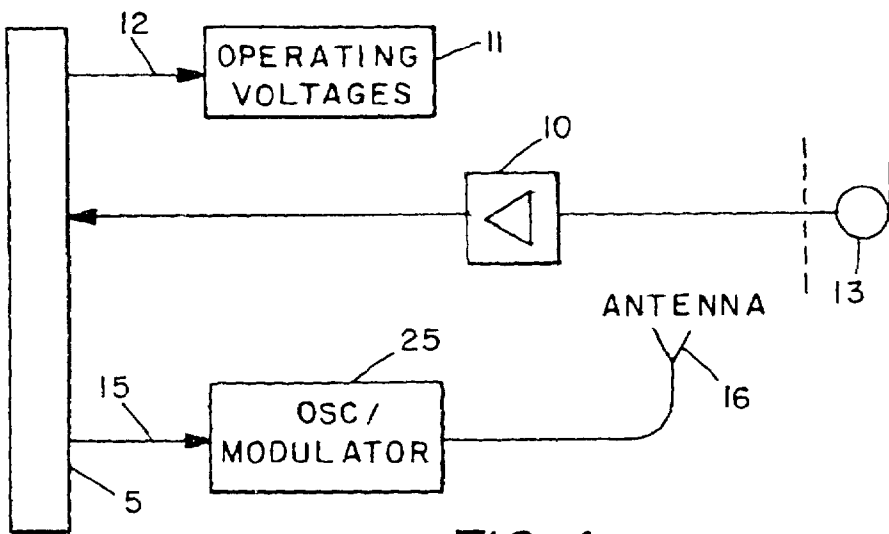 12
OPERATING
VOLTAGES
11
10
13
ANTENNA
16
25
15
OSC/
MODULATOR
5